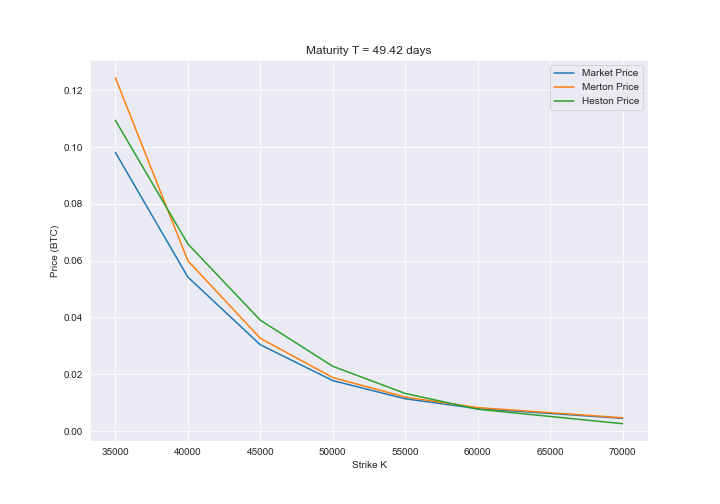 Maturity T = 49.42 days
Market Price
Merton Price
Heston Price
Price (BTC)
0.12
0.10
0.08
0.06
0.04
0.02
0.00
35000 40000 45000 50000 55000 60000 65000 70000
Strike K